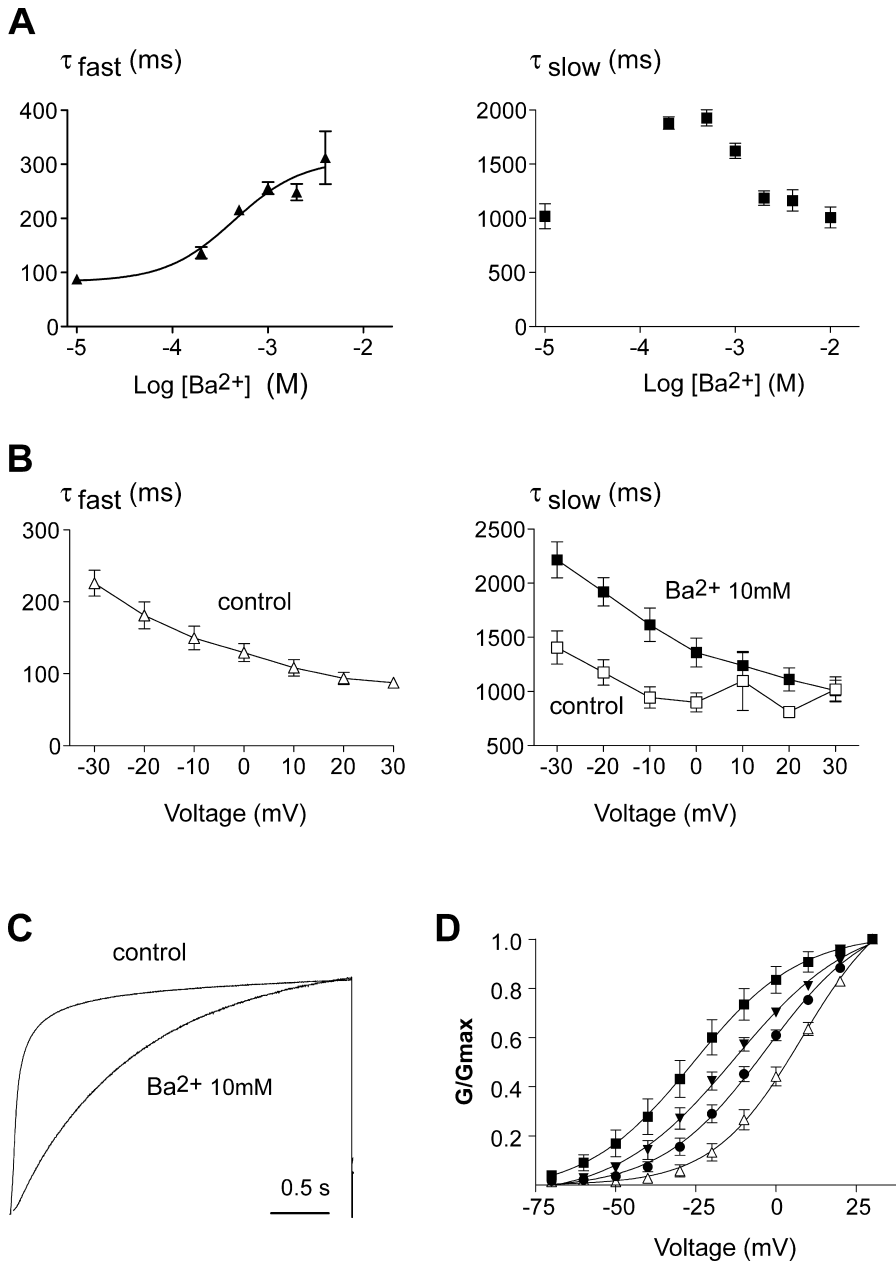 A
τ fast (ms)
τ slow (ms)
400
300
200
100
0
-5 -4 -3 -2
Log [Ba2+] (M)
2000
1500
1000
500
0
-5 -4 -3 -2
Log [Ba2+] (M)
B
τ fast (ms)
τ slow (ms)
300
200
100
0
control
-30 -20 -10 0 10 20 30
Voltage (mV)
2500
2000
1500
1000
500
Ba2+ 10mM
control
-30 -20 -10 0 10 20 30
Voltage (mV)
C
control
Ba2+ 10mM
0.5 s
D
G/Gmax
1.0
0.8
0.6
0.4
0.2
-75 -50 -25 0 25
Voltage (mV)